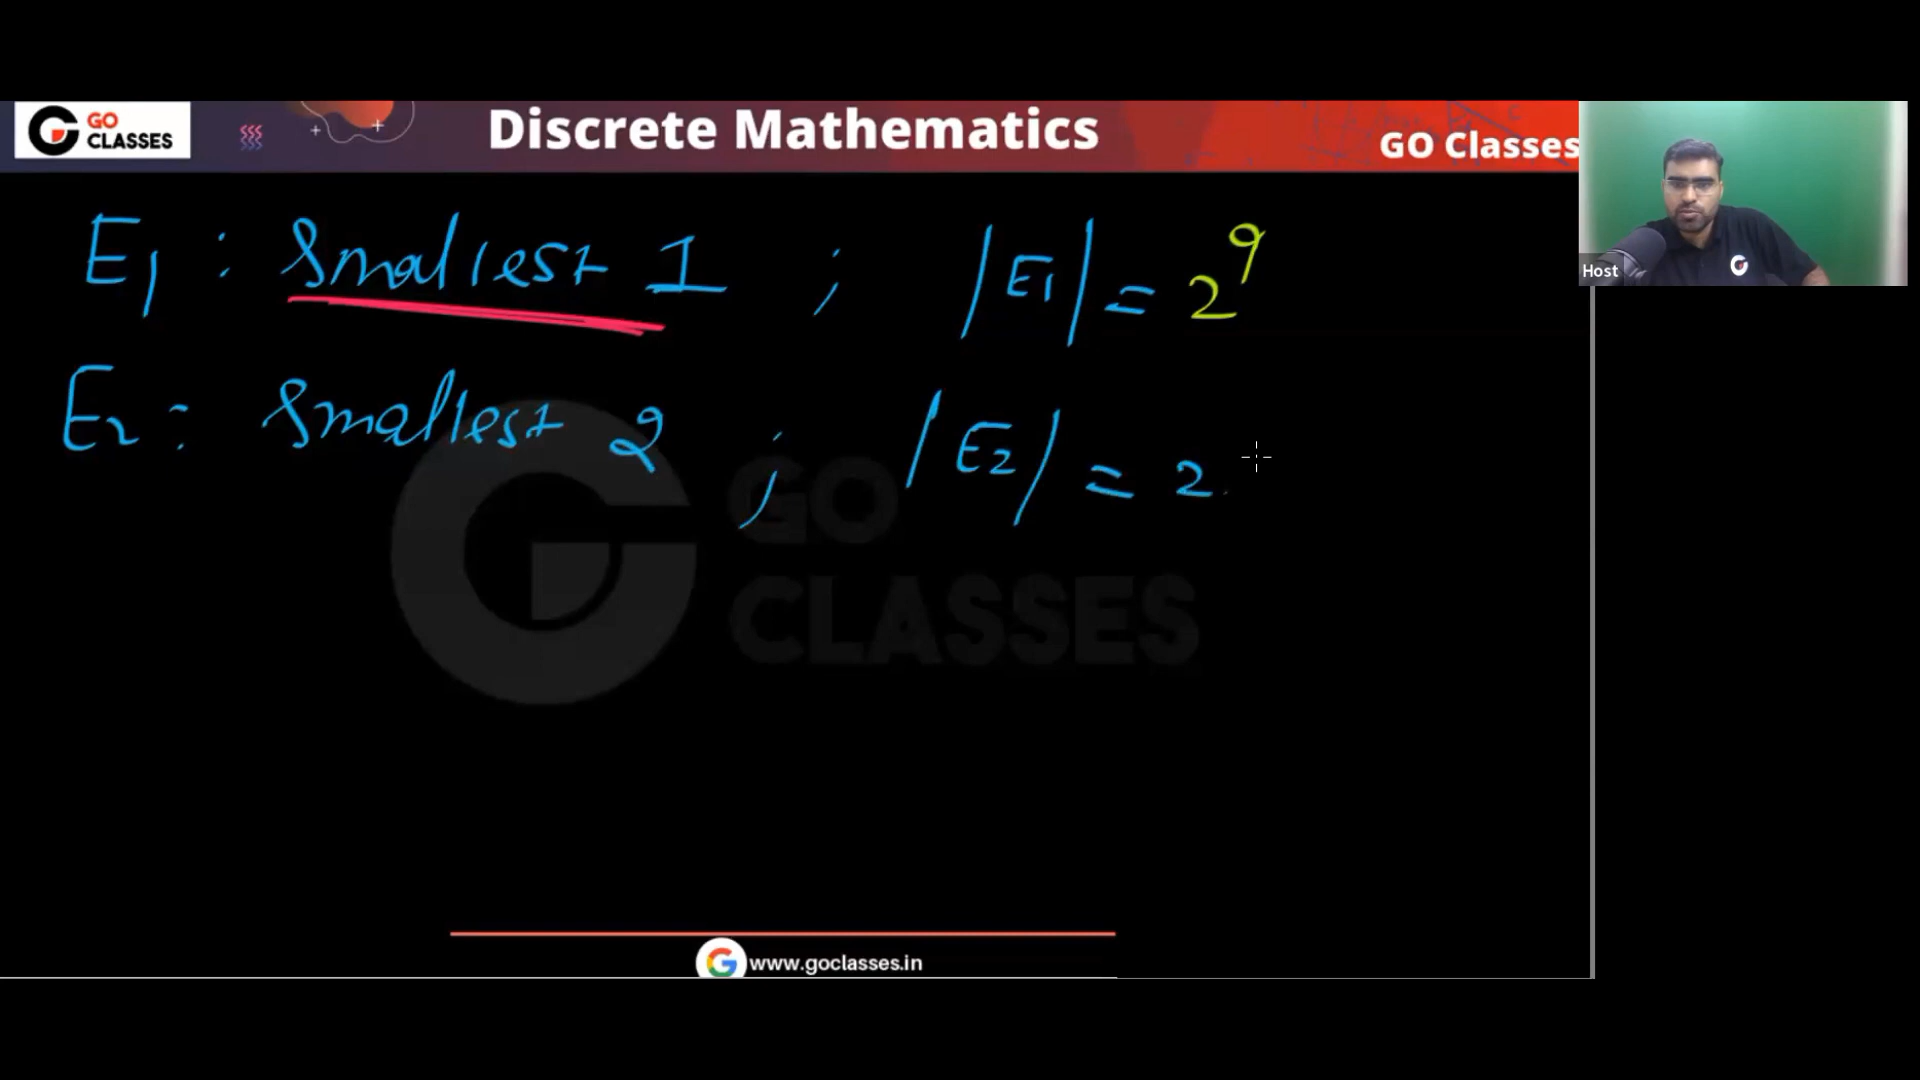 GO CLASSES
Discrete Mathematics
GO Classes
Host
E1 : Smallest 1 ; |E1| = 2^9
E2 : Smallest 2 ; |E2| = 2
GO
CLASSES
www.goclasses.in